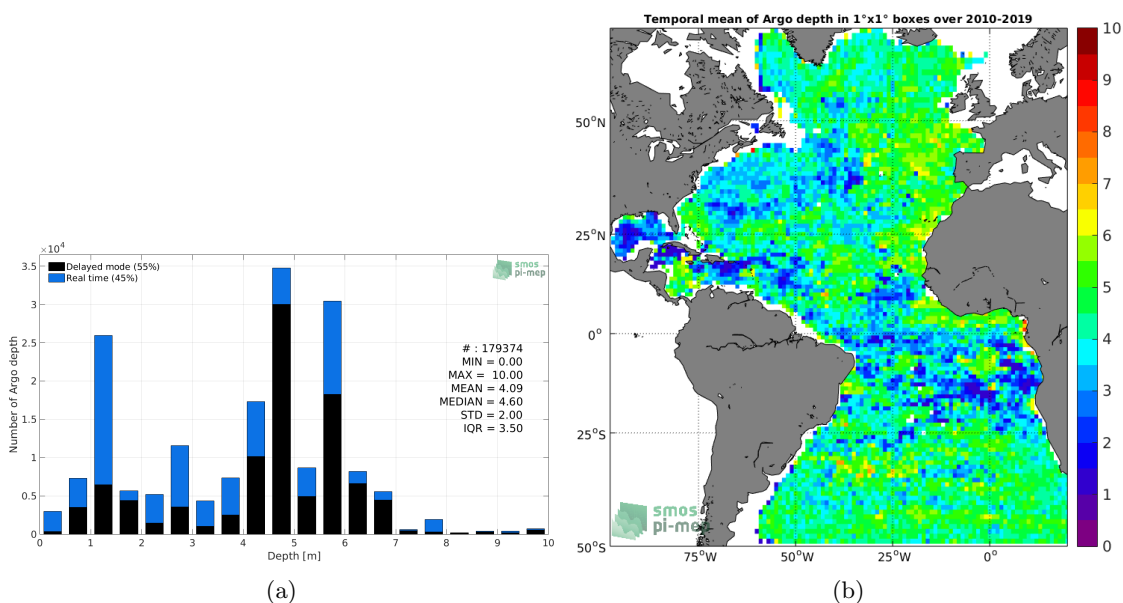 ×10⁴
3.5
3
2.5
2
1.5
1
0.5
0
Number of Argo depth
Delayed mode (55%)
Real time (45%)
smos
pi-mep
# : 179374
MIN = 0.00
MAX = 10.00
MEAN = 4.09
MEDIAN = 4.60
STD = 2.00
IQR = 3.50
0 1 2 3 4 5 6 7 8 9 10
Depth [m]
(a)
Temporal mean of Argo depth in 1°x1° boxes over 2010-2019
50°N
25°N
0°
25°S
50°S
75°W 50°W 25°W 0°
smos
pi-mep
10
9
8
7
6
5
4
3
2
1
0
(b)